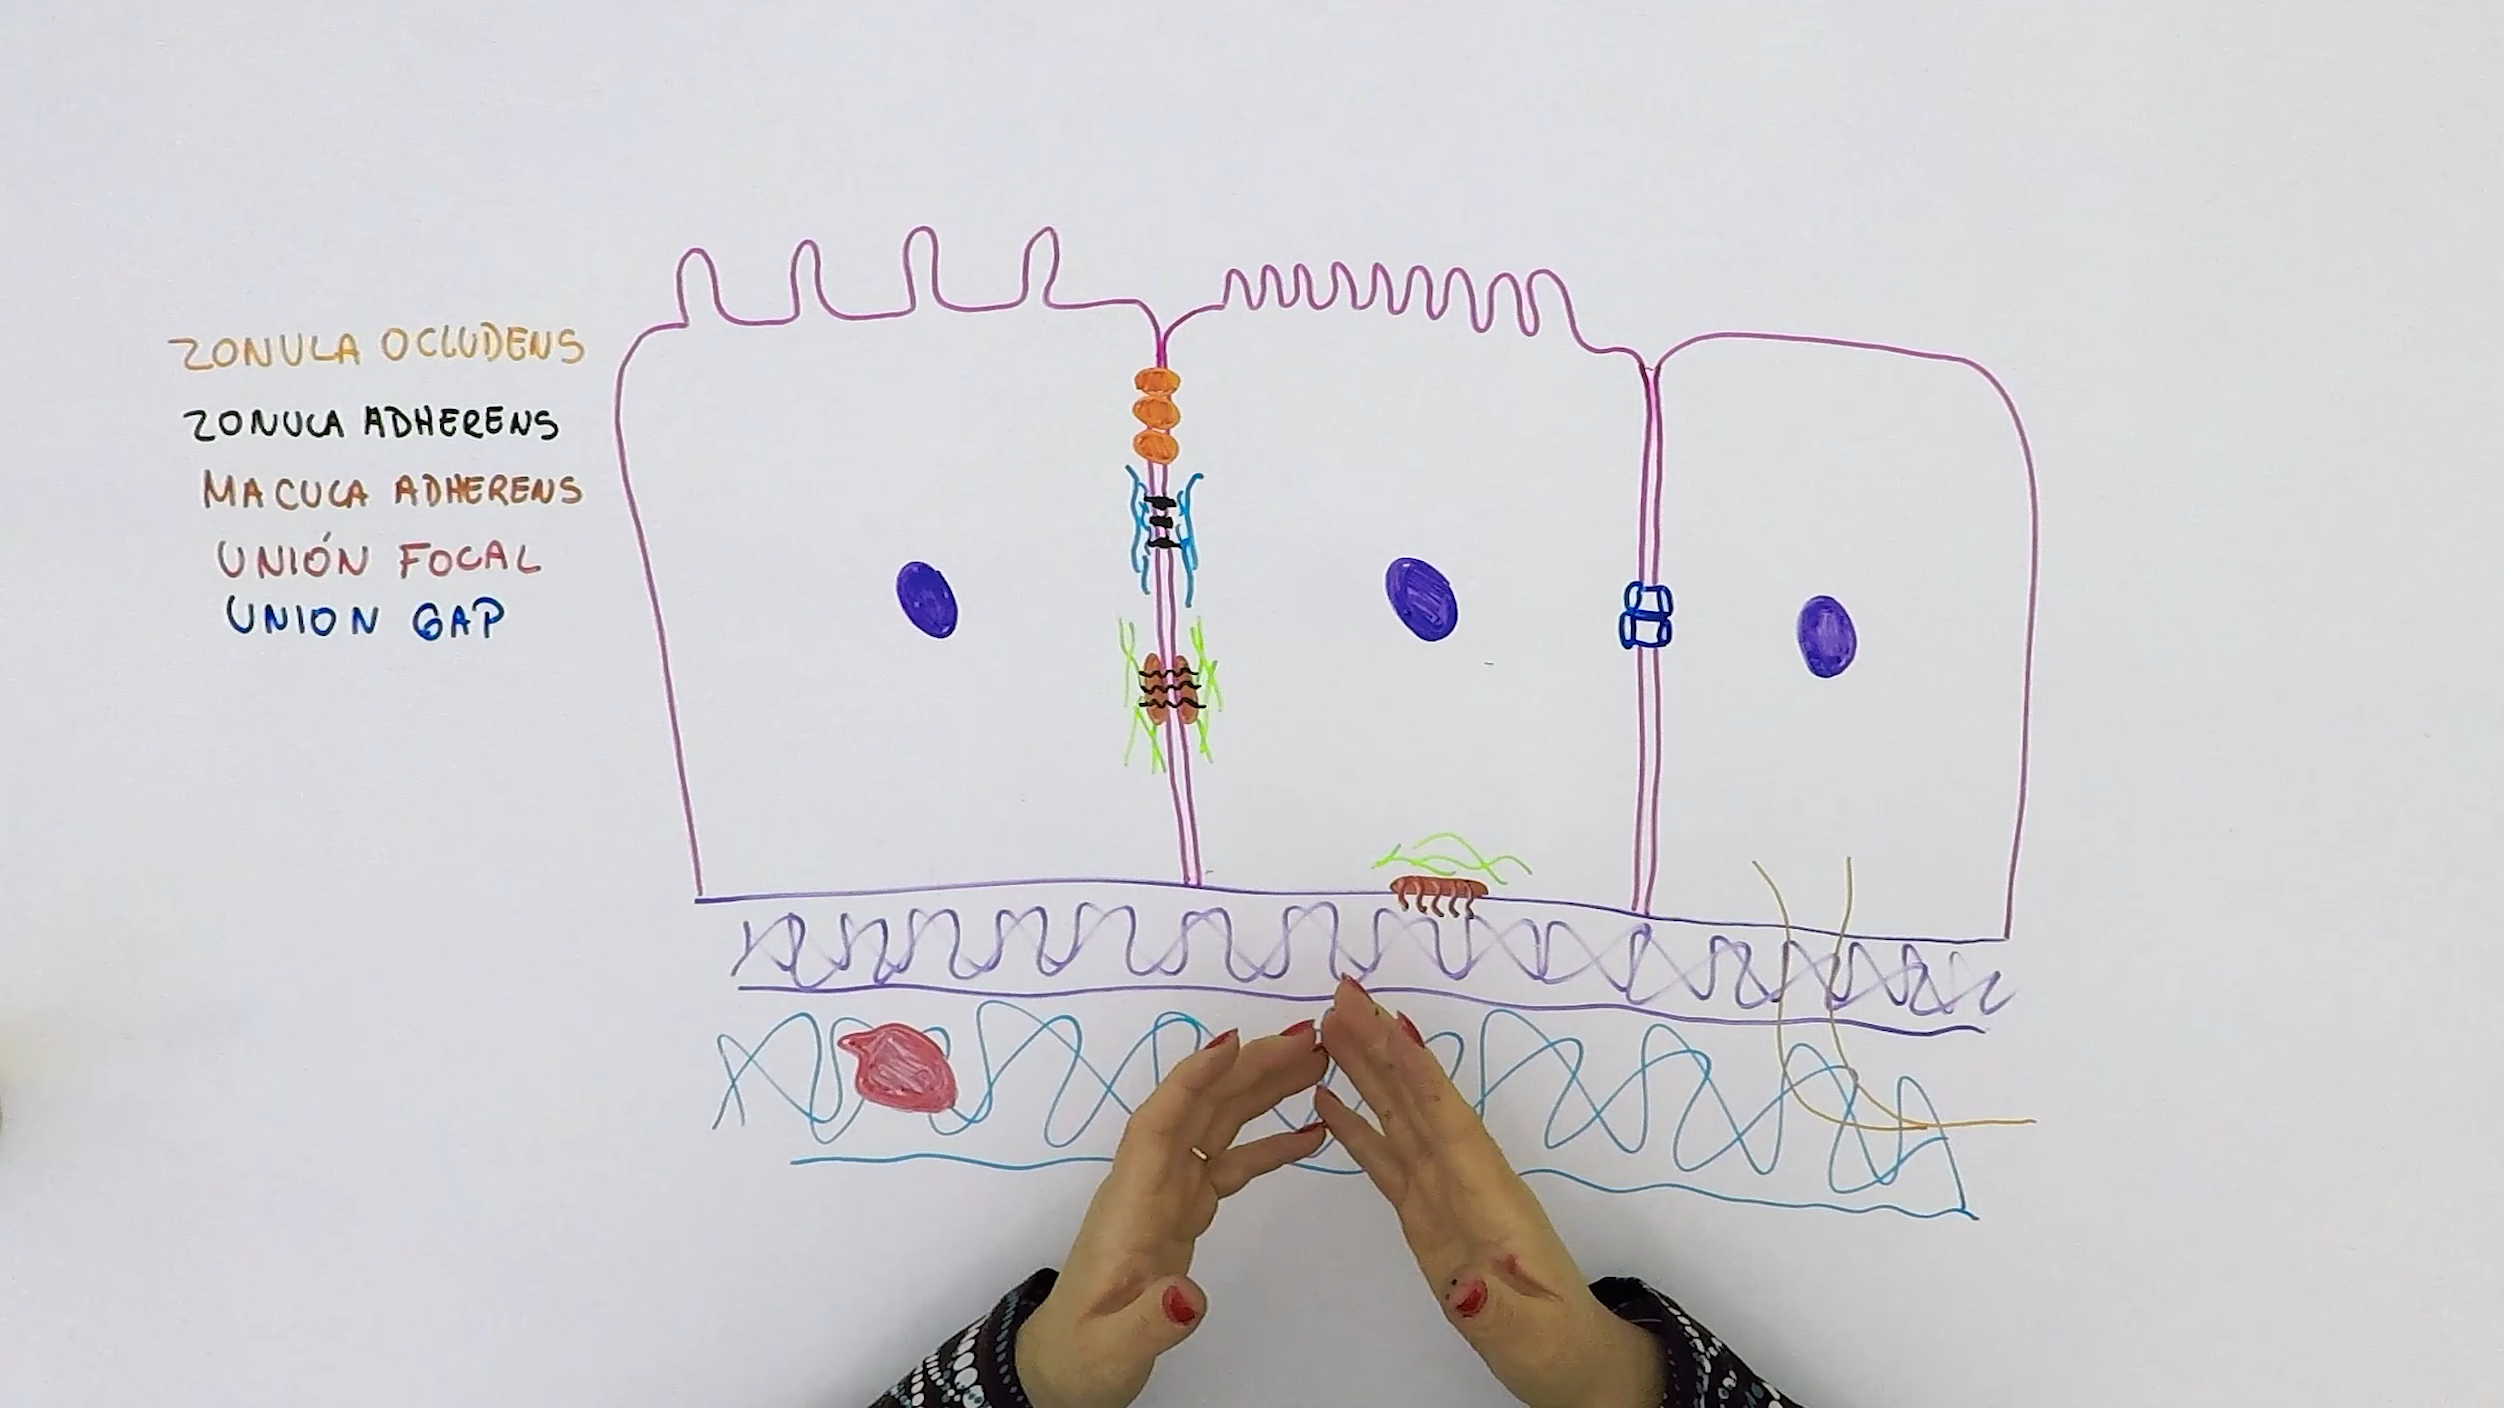 ZONULA OCLUDENS
ZONULA ADHERENS
MACULA ADHERENS
UNIÓN FOCAL
UNION GAP